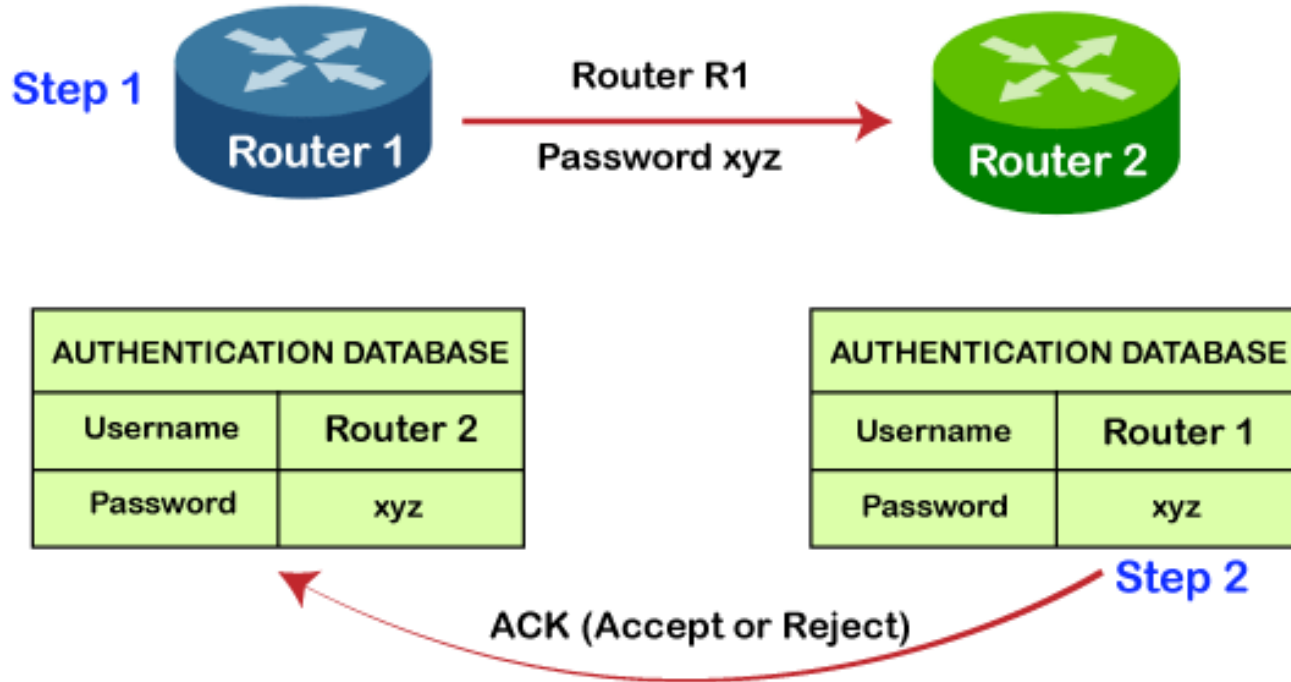 Step 1
Router 1
Router R1
Password xyz
Router 2
AUTHENTICATION DATABASE
Username Router 2
Password xyz
AUTHENTICATION DATABASE
Username Router 1
Password xyz
Step 2
ACK (Accept or Reject)